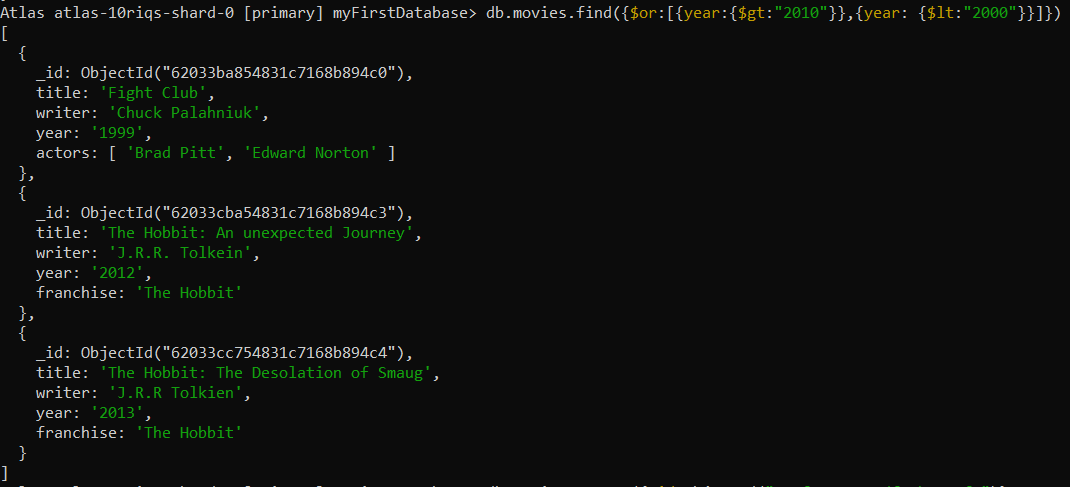 Atlas atlas-10riqs-shard-0 [primary] myFirstDatabase> db.movies.find({$or:[{year:{$gt:"2010"}},{year: {$lt:"2000"}}]})
[
  {
    _id: ObjectId("62033ba854831c7168b894c0"),
    title: 'Fight Club',
    writer: 'Chuck Palahniuk',
    year: '1999',
    actors: [ 'Brad Pitt', 'Edward Norton' ]
  },
  {
    _id: ObjectId("62033cba54831c7168b894c3"),
    title: 'The Hobbit: An unexpected Journey',
    writer: 'J.R.R. Tolkein',
    year: '2012',
    franchise: 'The Hobbit'
  },
  {
    _id: ObjectId("62033cc754831c7168b894c4"),
    title: 'The Hobbit: The Desolation of Smaug',
    writer: 'J.R.R Tolkien',
    year: '2013',
    franchise: 'The Hobbit'
  }
]